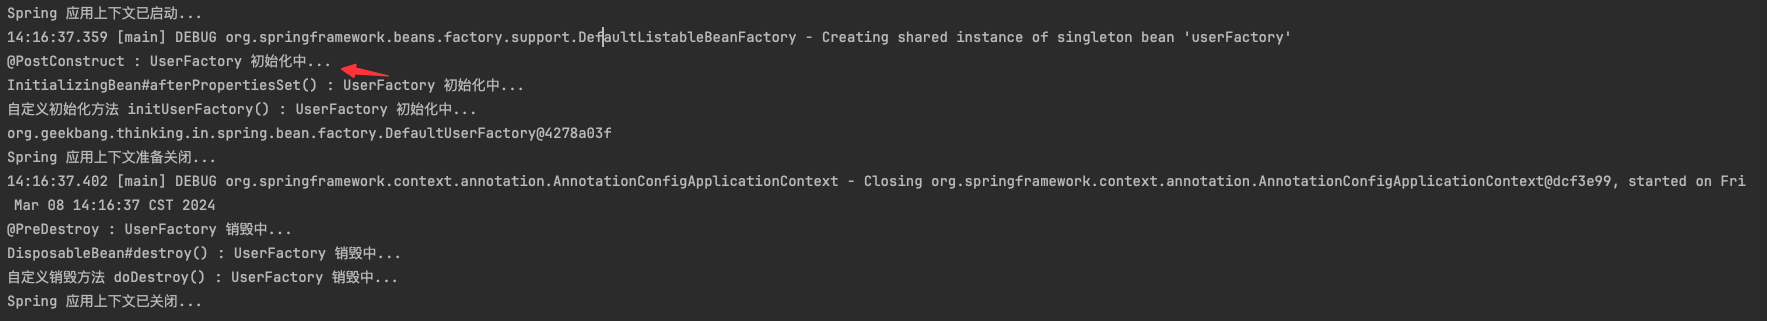 Spring 应用上下文已启动...
14:16:37.359 [main] DEBUG org.springframework.beans.factory.support.DefaultListableBeanFactory - Creating shared instance of singleton bean 'userFactory'
@PostConstruct : UserFactory 初始化中...
InitializingBean#afterPropertiesSet() : UserFactory 初始化中...
自定义初始化方法 initUserFactory() : UserFactory 初始化中...
org.geekbang.thinking.in.spring.bean.factory.DefaultUserFactory@4278a03f
Spring 应用上下文准备关闭...
14:16:37.402 [main] DEBUG org.springframework.context.annotation.AnnotationConfigApplicationContext - Closing org.springframework.context.annotation.AnnotationConfigApplicationContext@dcf3e99, started on Fri
Mar 08 14:16:37 CST 2024
@PreDestroy : UserFactory 销毁中...
DisposableBean#destroy() : UserFactory 销毁中...
自定义销毁方法 doDestroy() : UserFactory 销毁中...
Spring 应用上下文已关闭...